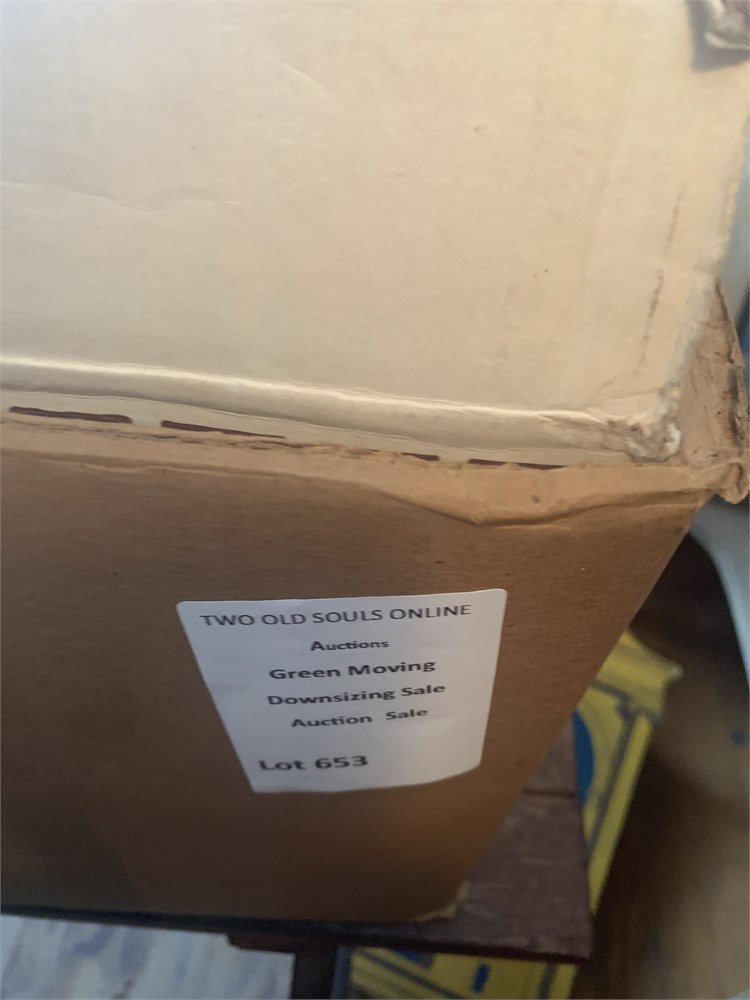 TWO OLD SOULS ONLINE
Auctions
Green Moving
Downsizing Sale
Auction Sale
Lot 653